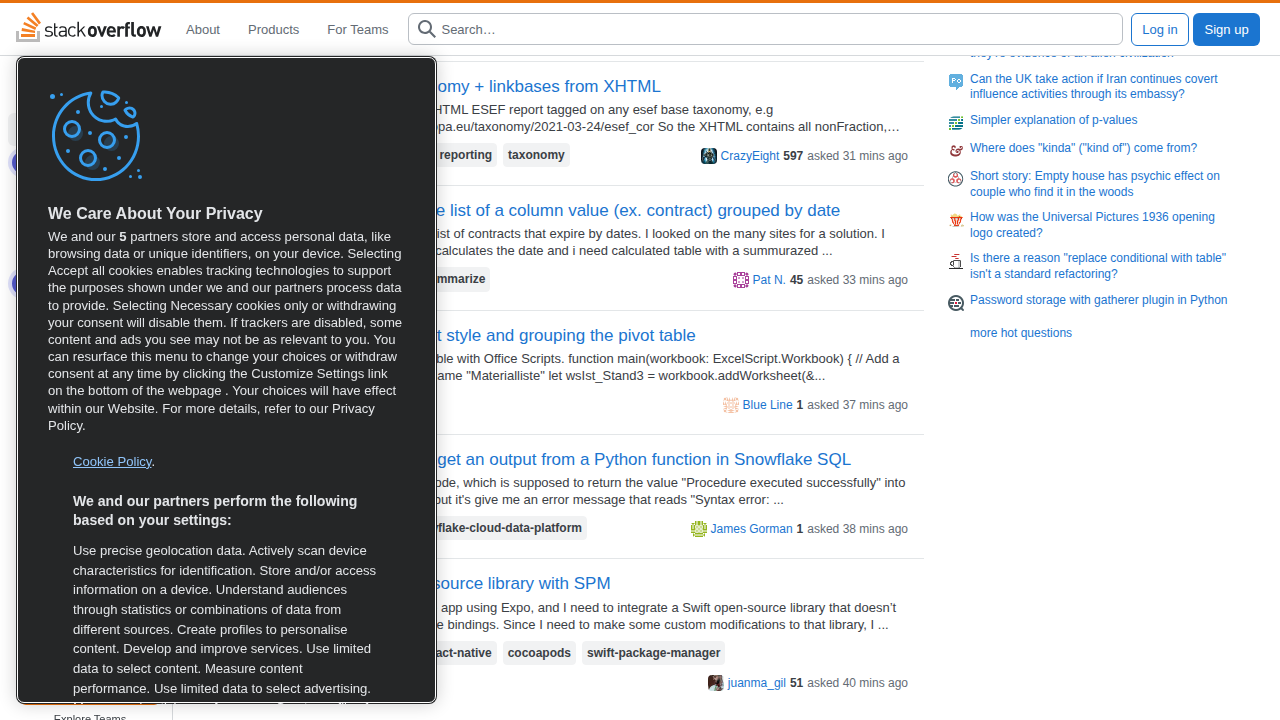 stackoverflow
About
Products
For Teams
Search…
Log in
Sign up
We Care About Your Privacy
We and our 5 partners store and access personal data, like
browsing data or unique identifiers, on your device. Selecting
Accept all cookies enables tracking technologies to support
the purposes shown under we and our partners process data
to provide. Selecting Necessary cookies only or withdrawing
your consent will disable them. If trackers are disabled, some
content and ads you see may not be as relevant to you. You
can resurface this menu to change your choices or withdraw
consent at any time by clicking the Customize Settings link
on the bottom of the webpage . Your choices will have effect
within our Website. For more details, refer to our Privacy
Policy.
Cookie Policy.
We and our partners perform the following
based on your settings:
Use precise geolocation data. Actively scan device
characteristics for identification. Store and/or access
information on a device. Understand audiences
through statistics or combinations of data from
different sources. Create profiles to personalise
content. Develop and improve services. Use limited
data to select content. Measure content
performance. Use limited data to select advertising.
Explore Teams
omy + linkbases from XHTML
HTML ESEF report tagged on any esef base taxonomy, e.g
opa.eu/taxonomy/2021-03-24/esef_cor So the XHTML contains all nonFraction,…
reporting
taxonomy
CrazyEight 597 asked 31 mins ago
e list of a column value (ex. contract) grouped by date
list of contracts that expire by dates. I looked on the many sites for a solution. I
calculates the date and i need calculated table with a summurazed ...
mmarize
Pat N. 45 asked 33 mins ago
t style and grouping the pivot table
ble with Office Scripts. function main(workbook: ExcelScript.Workbook) { // Add a
ame "Materialliste" let wsIst_Stand3 = workbook.addWorksheet(&...
Blue Line 1 asked 37 mins ago
get an output from a Python function in Snowflake SQL
ode, which is supposed to return the value "Procedure executed successfully" into
out it's give me an error message that reads "Syntax error: ...
flake-cloud-data-platform
James Gorman 1 asked 38 mins ago
source library with SPM
app using Expo, and I need to integrate a Swift open-source library that doesn’t
e bindings. Since I need to make some custom modifications to that library, I ...
act-native
cocoapods
swift-package-manager
juanma_gil 51 asked 40 mins ago
Can the UK take action if Iran continues covert
influence activities through its embassy?
Simpler explanation of p-values
Where does "kinda" ("kind of") come from?
Short story: Empty house has psychic effect on
couple who find it in the woods
How was the Universal Pictures 1936 opening
logo created?
Is there a reason "replace conditional with table"
isn't a standard refactoring?
Password storage with gatherer plugin in Python
more hot questions